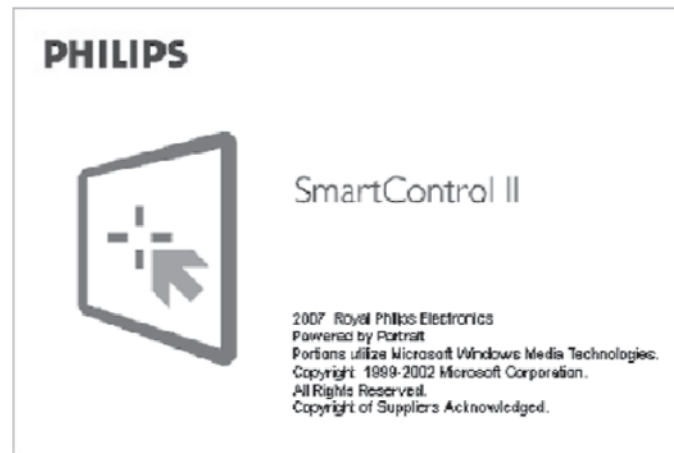 PHILIPS
SmartControl II
2007 Royal Philips Electronics
Powered by Portrait
Portions utilize Microsoft Windows Media Technologies.
Copyright 1999-2002 Microsoft Corporation.
All Rights Reserved.
Copyright of Suppliers Acknowledged.